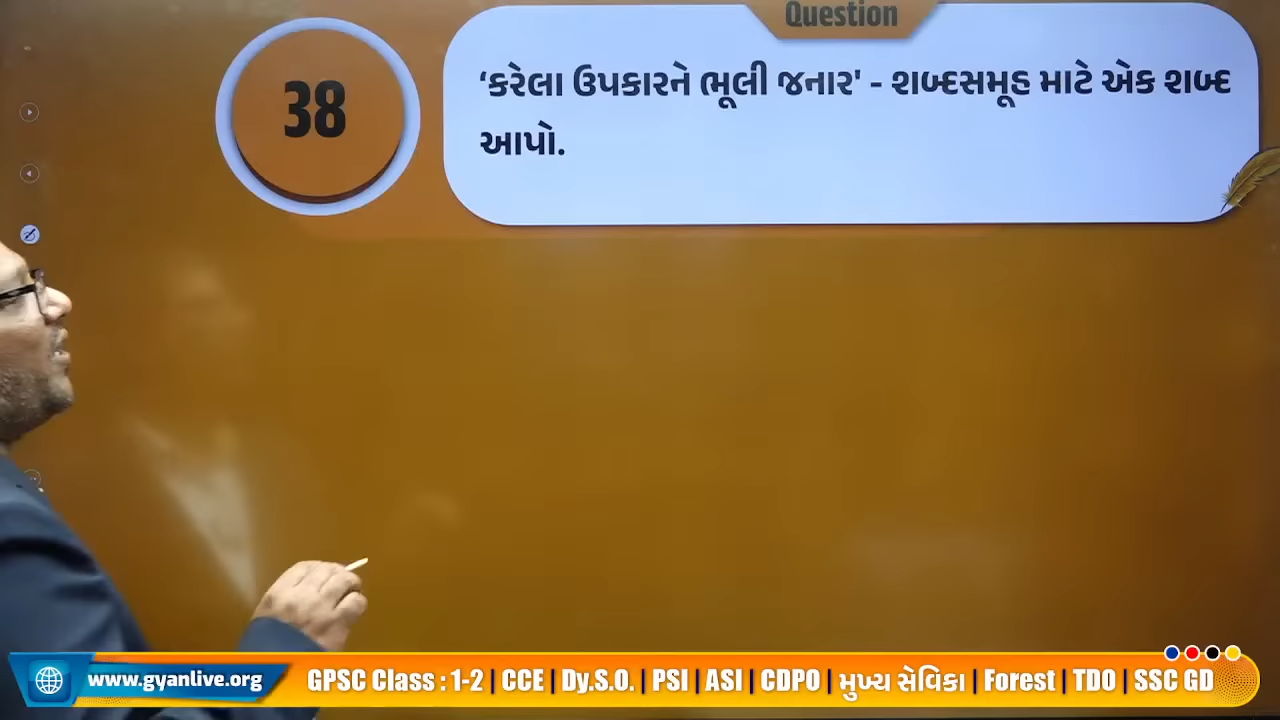 Question
38
‘કરેલા ઉપકારને ભૂલી જનાર' - શબ્દસમૂહ માટે એક શબ્દ
આપો.
www.gyanlive.org
GPSC Class : 1-2 | CCE | Dy.S.O. | PSI | ASI | CDPO | મુખ્ય સેવિકા | Forest | TDO | SSC GD